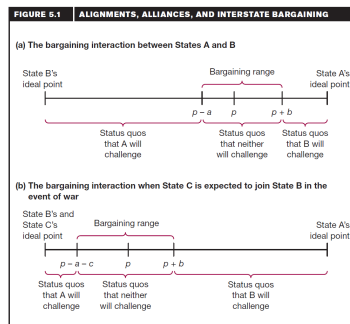 FIGURE 5.1 ALIGNMENTS, ALLIANCES, AND INTERSTATE BARGAINING
(a) The bargaining interaction between States A and B
State B's
ideal point
Bargaining range
State A's
ideal point
p – a p p + b
Status quos
that A will
challenge
Status quos
that neither
will challenge
Status quos
that B will
challenge
(b) The bargaining interaction when State C is expected to join State B in the
event of war
State B's and
State C's
ideal point
Bargaining range
State A's
ideal point
p – a – c p p + b
Status quos
that A will
challenge
Status quos
that neither
will challenge
Status quos
that B will
challenge